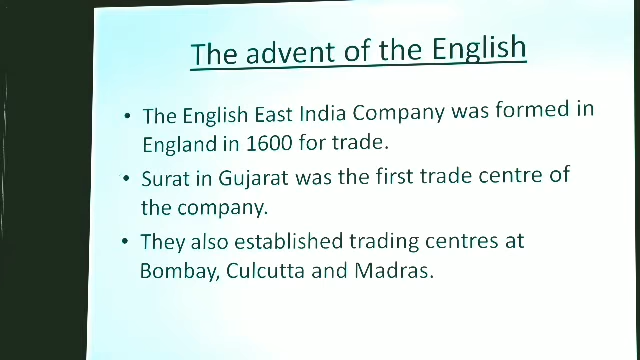 The advent of the English
• The English East India Company was formed in
England in 1600 for trade.
• Surat in Gujarat was the first trade centre of
the company.
• They also established trading centres at
Bombay, Culcutta and Madras.